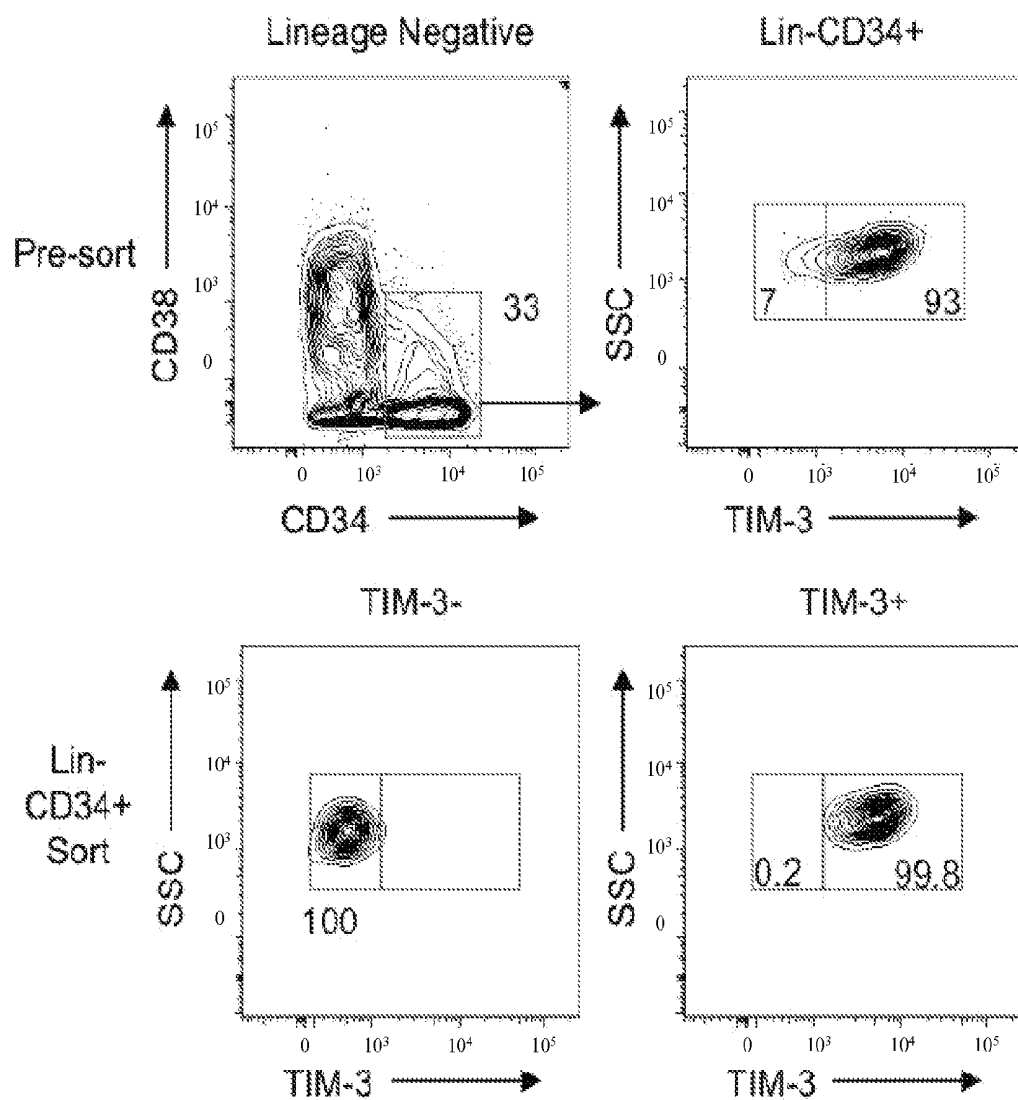 Lineage Negative
Lin-CD34+
Pre-sort
CD38
10⁵
10⁴
10³
0
33
0
10³
10⁴
10⁵
CD34
SSC
10⁵
10⁴
10³
0
7
93
0
10³
10⁴
10⁵
TIM-3
TIM-3-
TIM-3+
Lin-
CD34+
Sort
SSC
10⁵
10⁴
10³
0
100
0
10³
10⁴
10⁵
TIM-3
SSC
10⁵
10⁴
10³
0
0.2
99.8
0
10³
10⁴
10⁵
TIM-3